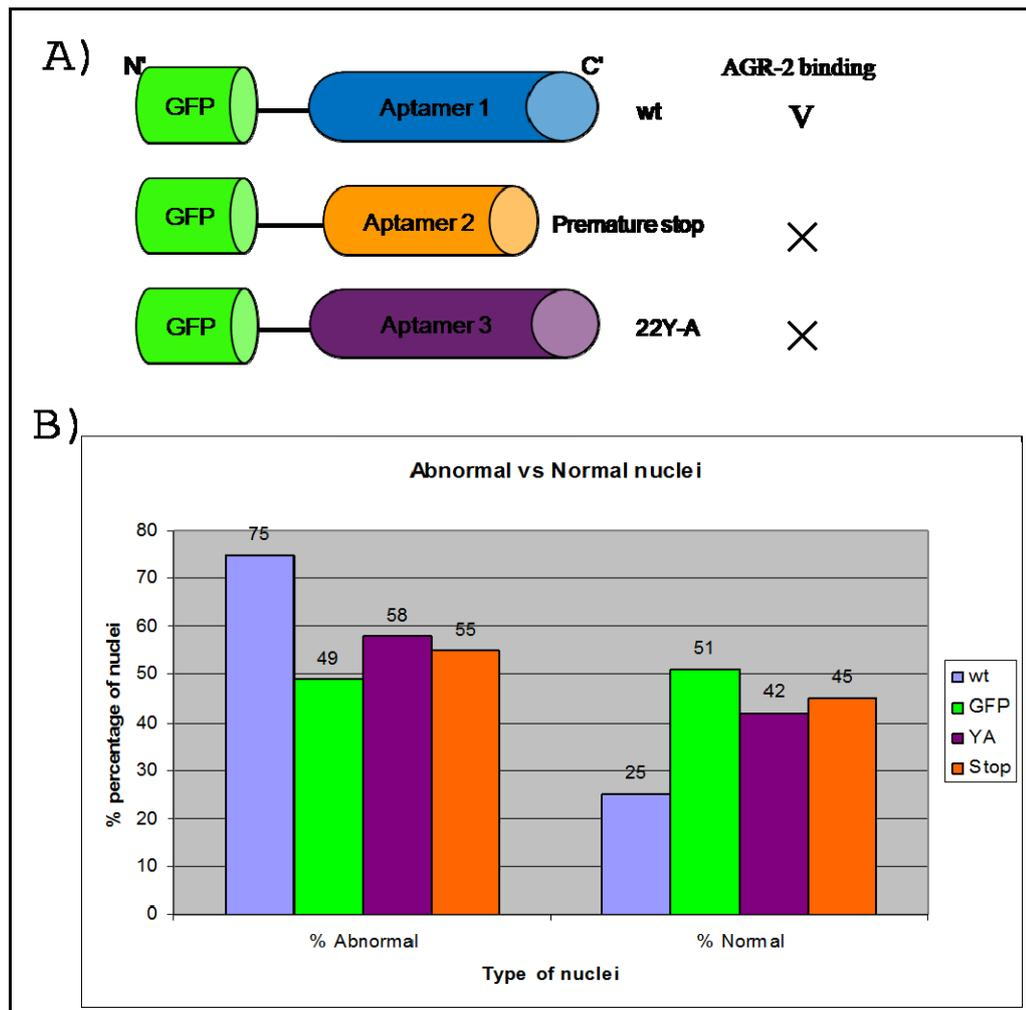 A)
N' C' AGR-2 binding
GFP Aptamer 1 wt V
GFP Aptamer 2 Premature stop ×
GFP Aptamer 3 22Y-A ×
B)
Abnormal vs Normal nuclei
% percentage of nuclei
80
70
60
50
40
30
20
10
0
75
49
58
55
25
51
42
45
% Abnormal % Normal
Type of nuclei
wt
GFP
YA
Stop